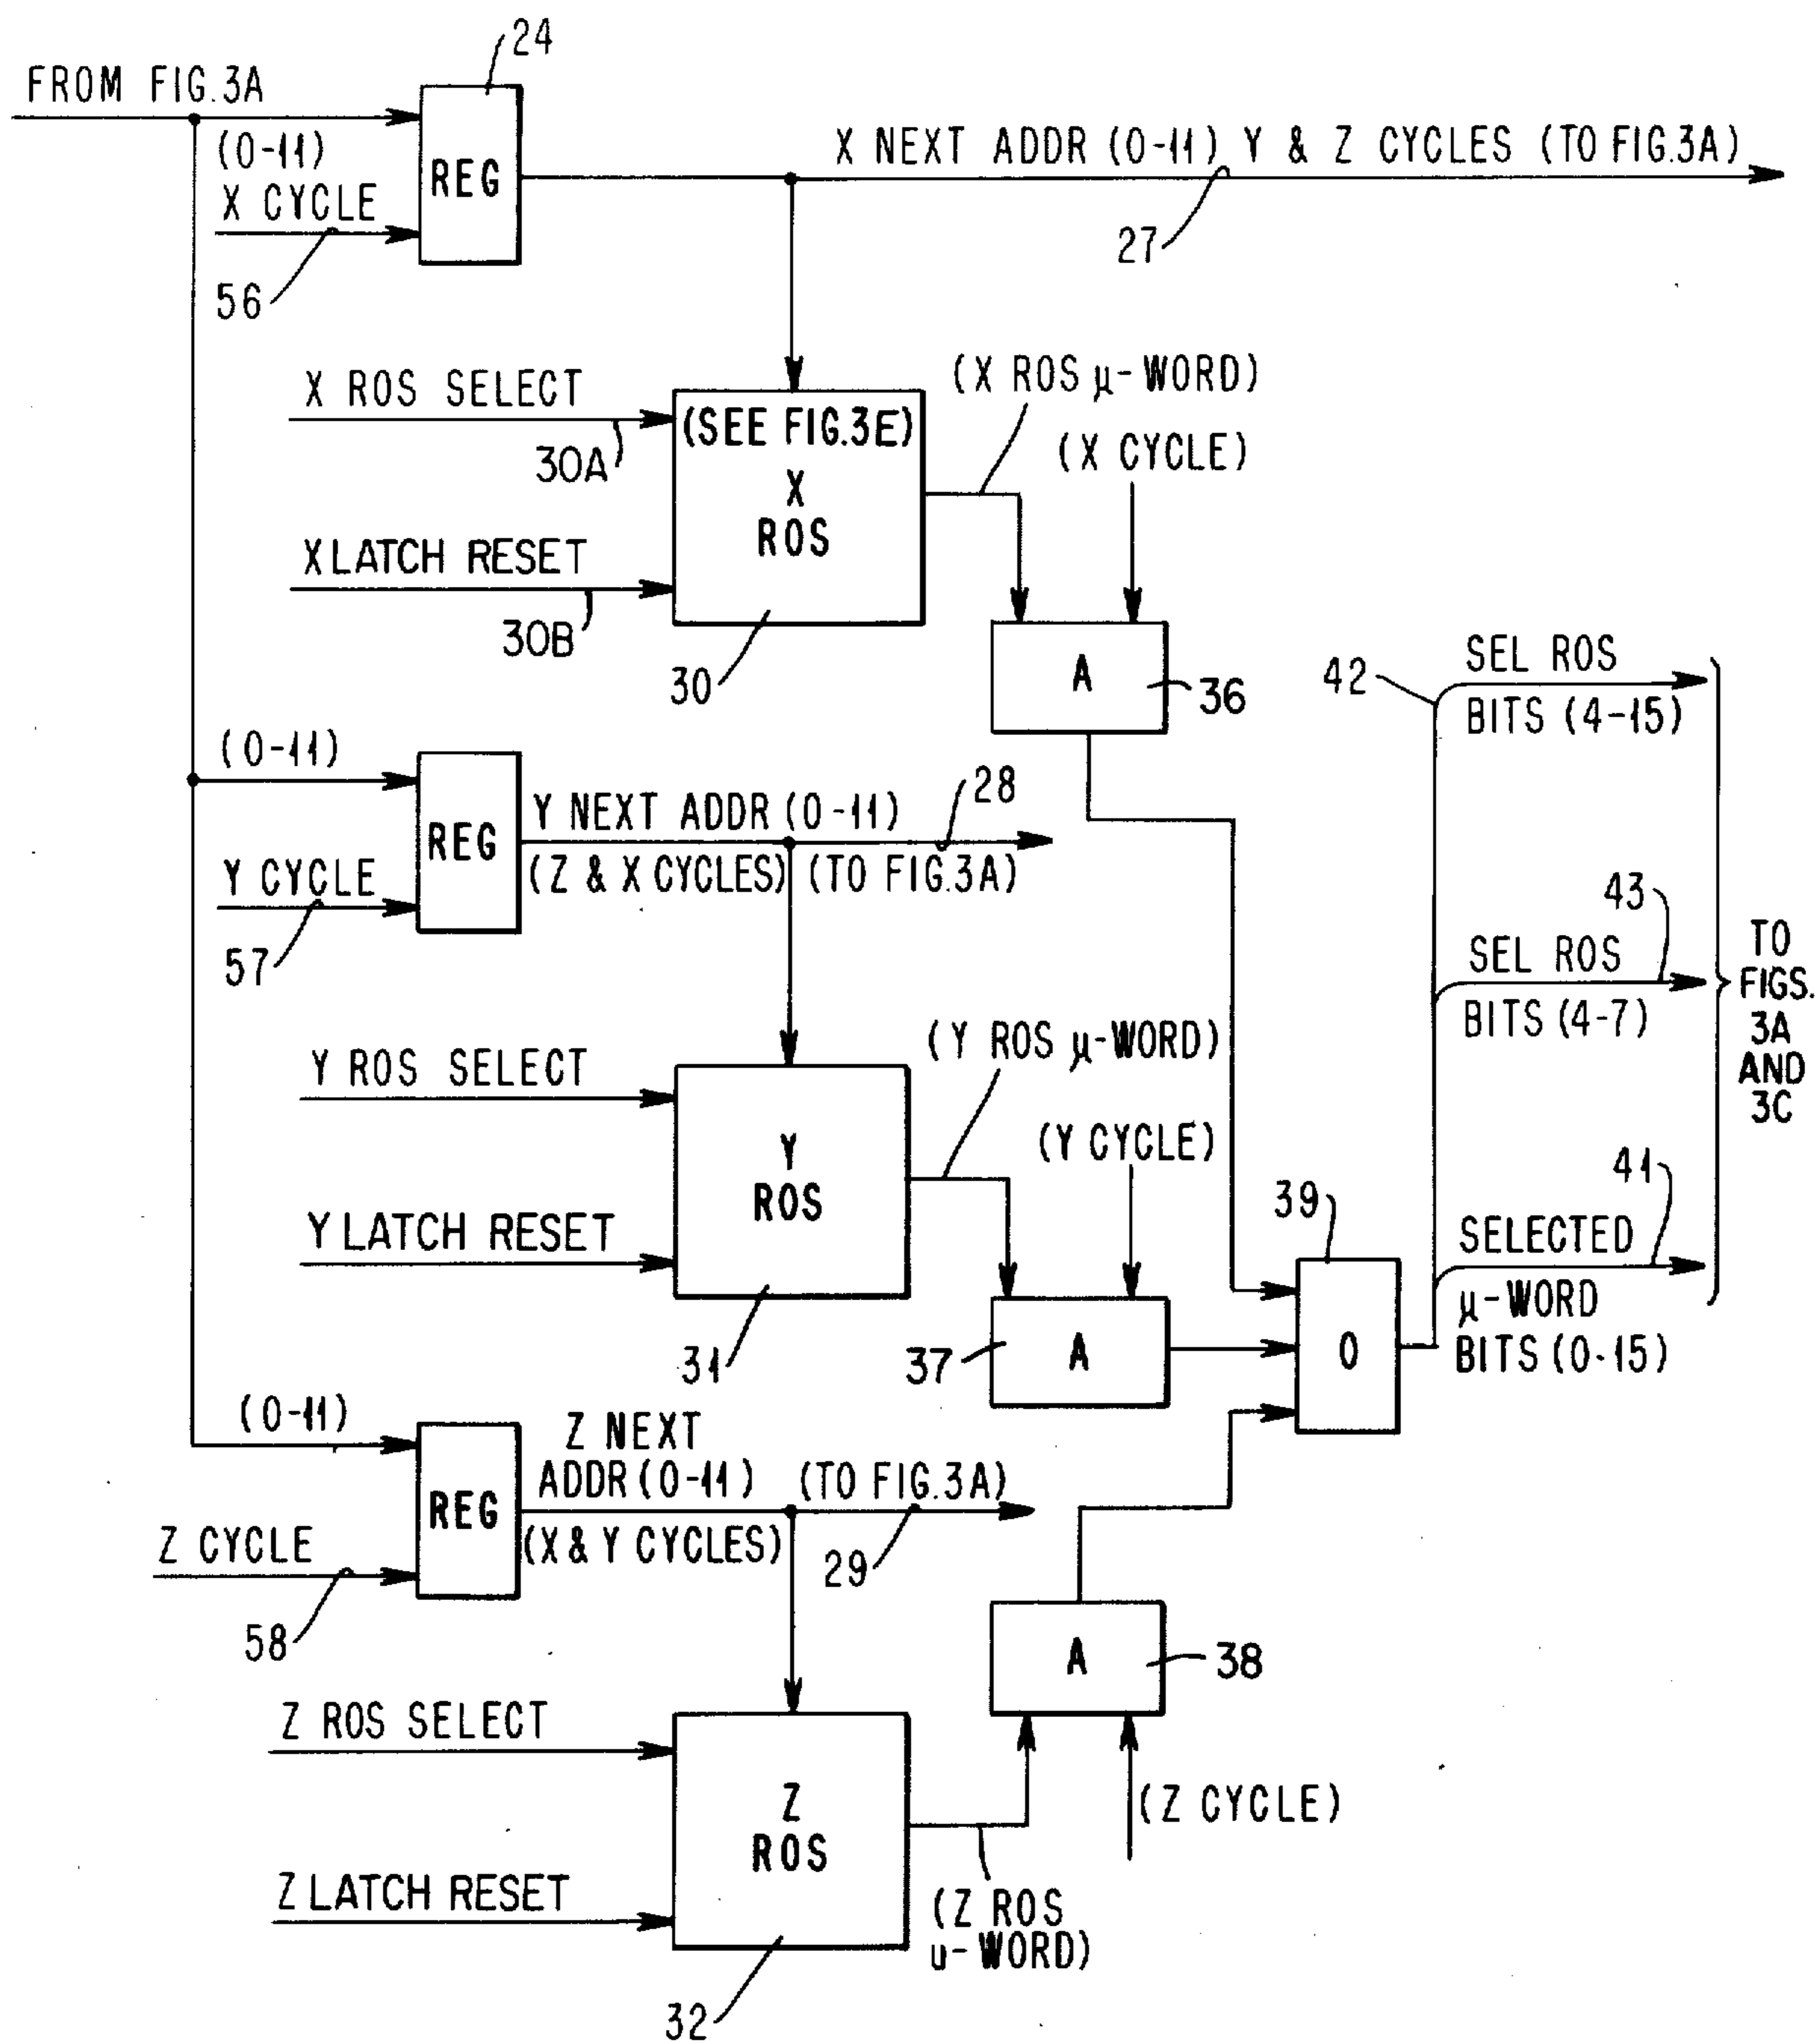 24
FROM FIG.3A
(0-11)
X CYCLE
REG
56
X NEXT ADDR (0-11) Y & Z CYCLES (TO FIG.3A)
27
X ROS SELECT
30A
(SEE FIG.3E)
X
ROS
X LATCH RESET
30B
30
(X ROS μ-WORD)
(X CYCLE)
A
36
(0-11)
REG
Y CYCLE
57
Y NEXT ADDR (0-11)
(Z & X CYCLES) (TO FIG.3A)
28
Y ROS SELECT
Y
ROS
Y LATCH RESET
31
(Y ROS μ-WORD)
(Y CYCLE)
37
A
39
O
42
SEL ROS
BITS (4-15)
43
SEL ROS
BITS (4-7)
41
SELECTED
μ-WORD
BITS (0-15)
TO
FIGS.
3A
AND
3C
(0-11)
REG
Z CYCLE
58
Z NEXT
ADDR (0-11) (TO FIG.3A)
(X & Y CYCLES)
29
A
38
Z ROS SELECT
Z
ROS
Z LATCH RESET
32
(Z CYCLE)
(Z ROS
u-WORD)